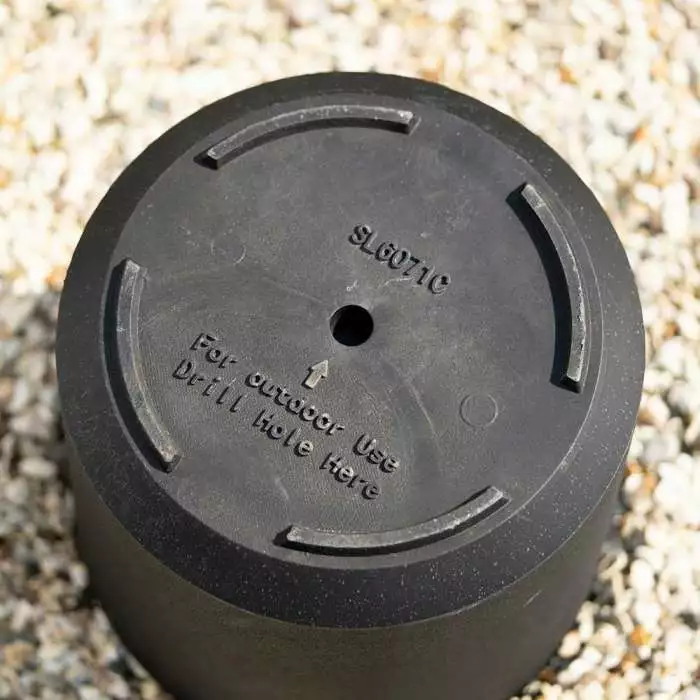 SL6071C
For outdoor Use
Drill Hole Here